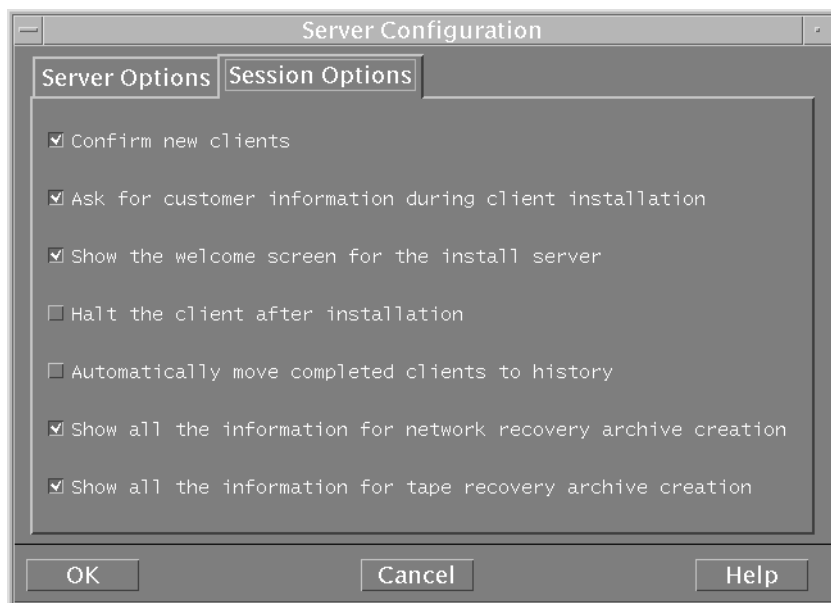 Server Configuration
Server Options
Session Options
Confirm new clients
Ask for customer information during client installation
Show the welcome screen for the install server
Halt the client after installation
Automatically move completed clients to history
Show all the information for network recovery archive creation
Show all the information for tape recovery archive creation
OK
Cancel
Help